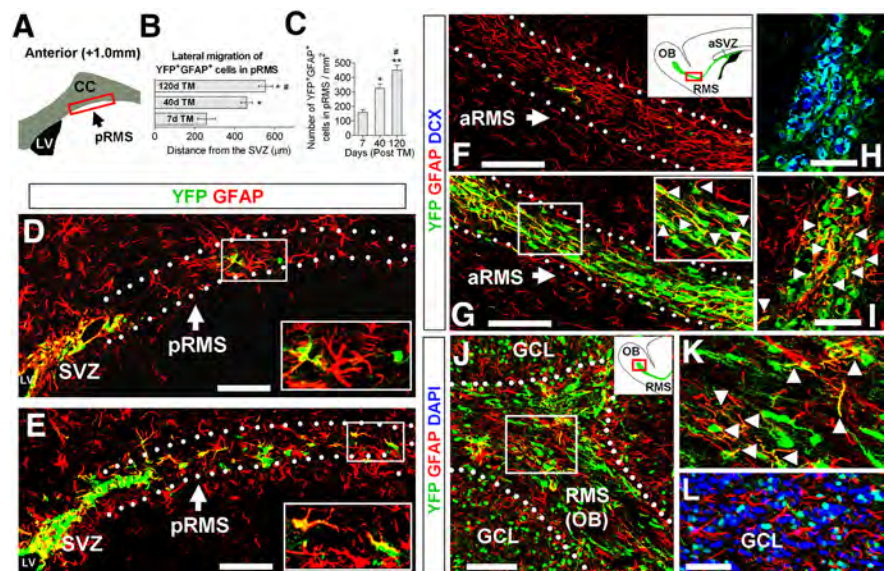 A
Anterior (+1.0mm)
CC
LV
pRMS
B
Lateral migration of
YFP+GFAP+ cells in pRMS
120d TM
* #
40d TM
*
7d TM
0 200 400 600
Distance from the SVZ (μm)
C
Number of YFP+GFAP+
cells in pRMS / mm²
500
400
300
200
100
0
*
#
**
7 40 120
Days (Post TM)
YFP GFAP
D
pRMS
SVZ
LV
E
pRMS
SVZ
LV
YFP GFAP DCX
OB
aSVZ
RMS
aRMS
F
H
aRMS
G
I
YFP GFAP DAPI
J
GCL
OB
RMS
RMS
(OB)
GCL
K
L
GCL